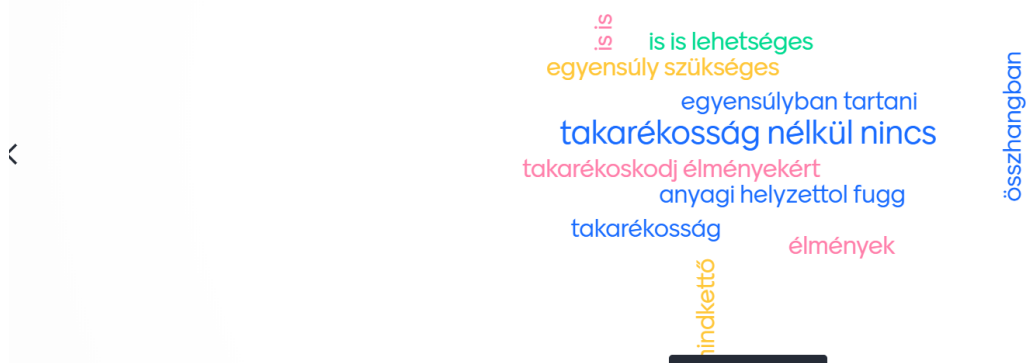 is is
is is lehetséges
egyensúly szükséges
összhangban
egyensúlyban tartani
takarékosság nélkül nincs
takarékoskodj élményekért
anyagi helyzettol fugg
takarékosság
élmények